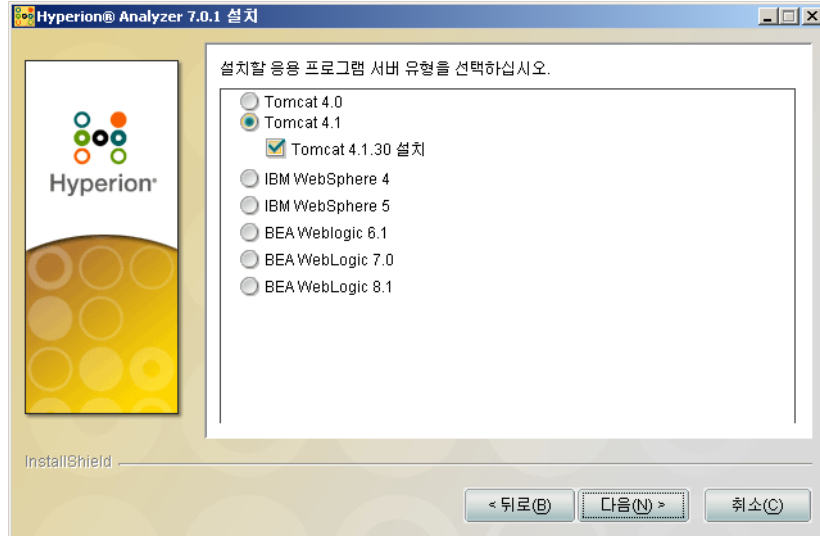 Hyperion® Analyzer 7.0.1 설치
설치할 응용 프로그램 서버 유형을 선택하십시오.
Tomcat 4.0
Tomcat 4.1
Tomcat 4.1.30 설치
Hyperion®
IBM WebSphere 4
IBM WebSphere 5
BEA Weblogic 6.1
BEA WebLogic 7.0
BEA WebLogic 8.1
InstallShield
< 뒤로(B)
다음(N) >
취소(C)